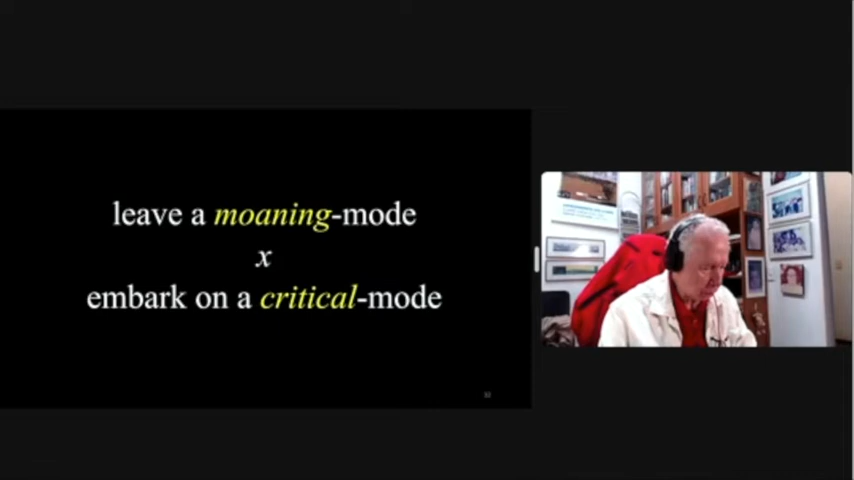 leave a moaning-mode
x
embark on a critical-mode